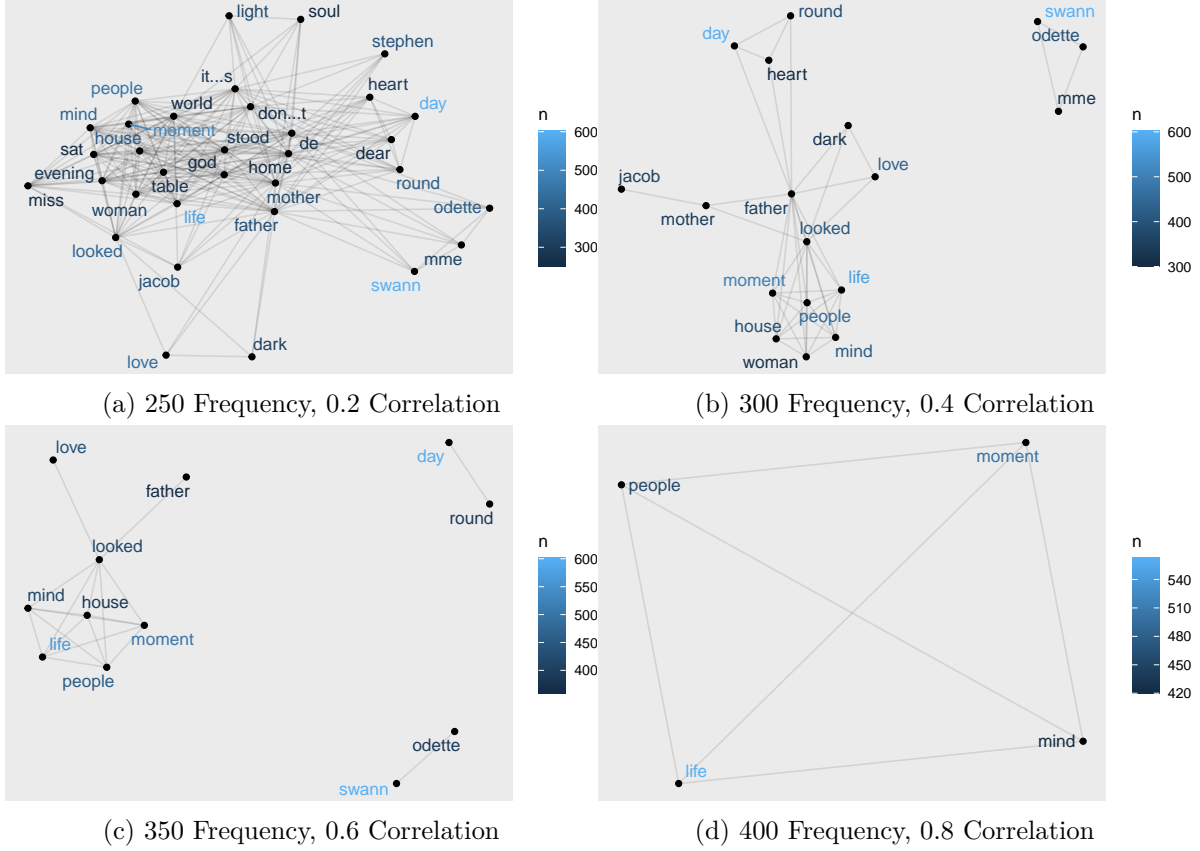 light
soul
stephen
it...s
heart
people
world
day
mind
don...t
moment
house
stood
de
sat
god
home
dear
evening
table
round
miss
woman
mother
odette
life
father
looked
mme
jacob
swann
love
dark
n
600
500
400
300
(a) 250 Frequency, 0.2 Correlation
round
swann
day
odette
heart
mme
dark
love
jacob
mother
father
looked
moment
life
house
people
woman
mind
n
600
500
400
300
(b) 300 Frequency, 0.4 Correlation
love
day
father
round
looked
mind
house
life
moment
people
odette
swann
n
600
550
500
450
400
(c) 350 Frequency, 0.6 Correlation
moment
people
mind
life
n
540
510
480
450
420
(d) 400 Frequency, 0.8 Correlation